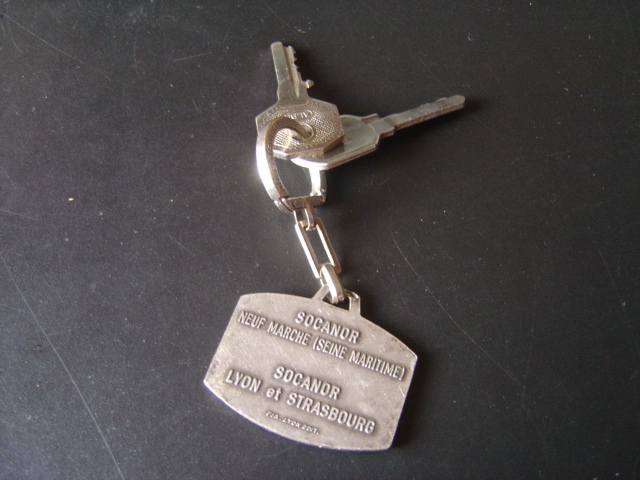 SOCANOR
NEUF MARCHE (SEINE MARITIME)
SOCANOR
LYON et STRASBOURG